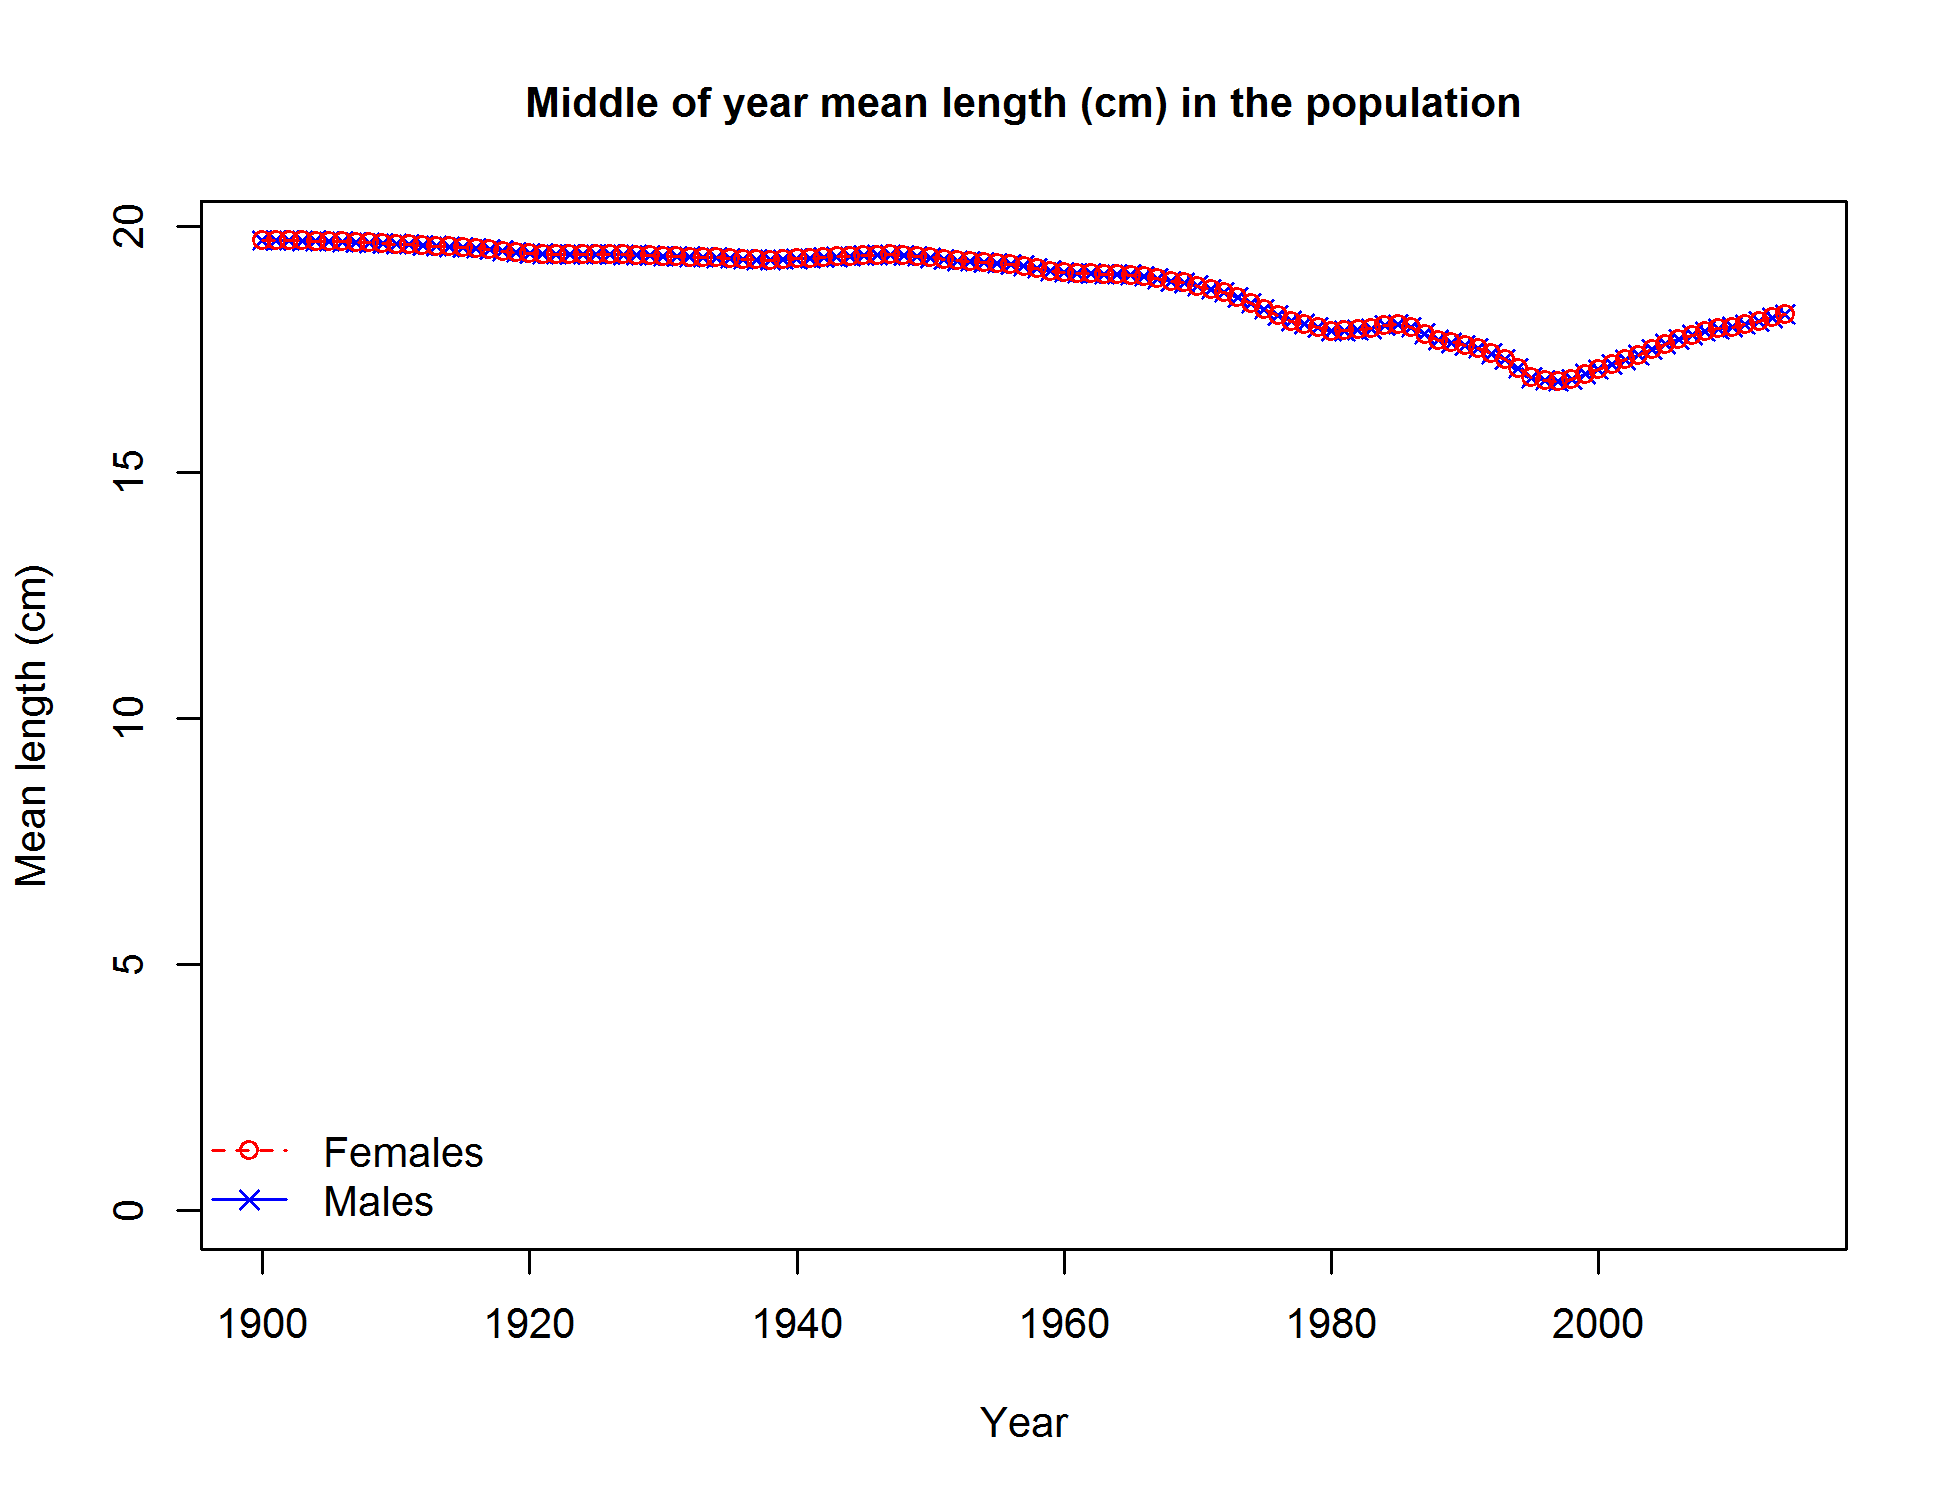 Middle of year mean length (cm) in the population
20
15
10
5
0
Mean length (cm)
Females
Males
1900 1920 1940 1960 1980 2000
Year